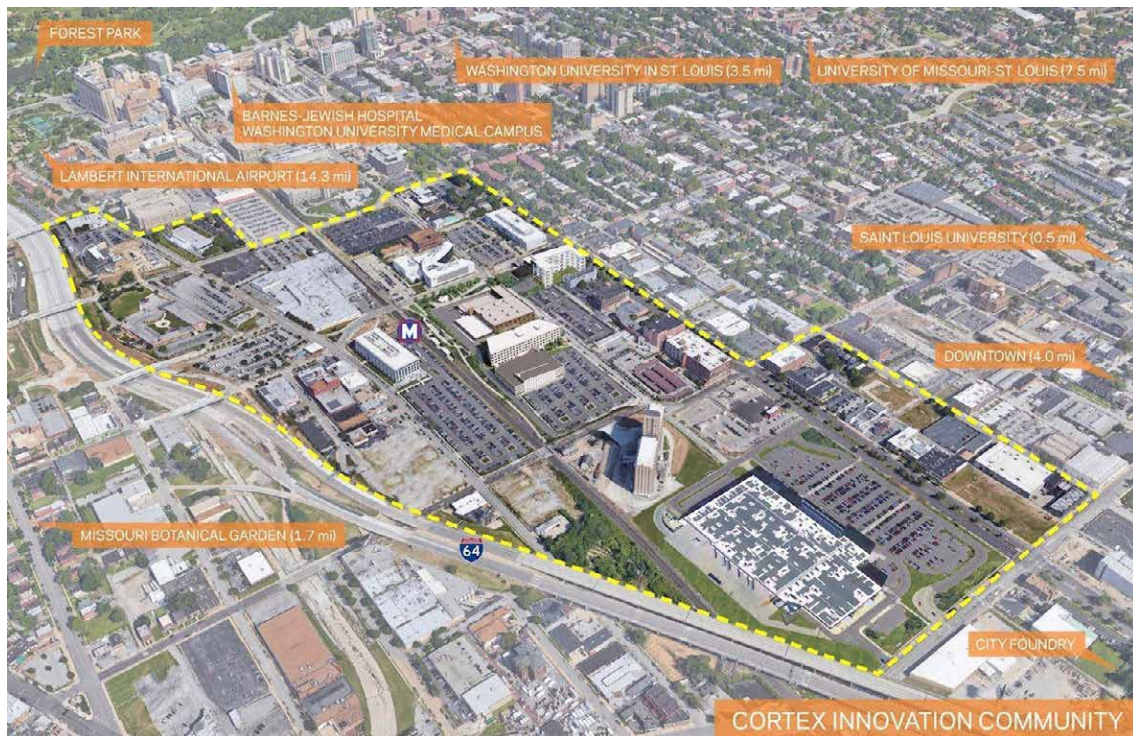 FOREST PARK
WASHINGTON UNIVERSITY IN ST. LOUIS (3.5 mi)
UNIVERSITY OF MISSOURI-ST. LOUIS (7.5 mi)
BARNES-JEWISH HOSPITAL
WASHINGTON UNIVERSITY MEDICAL CAMPUS
LAMBERT INTERNATIONAL AIRPORT (14.3 mi)
SAINT LOUIS UNIVERSITY (0.5 mi)
M
DOWNTOWN (4.0 mi)
MISSOURI BOTANICAL GARDEN (1.7 mi)
64
CITY FOUNDRY
CORTEX INNOVATION COMMUNITY